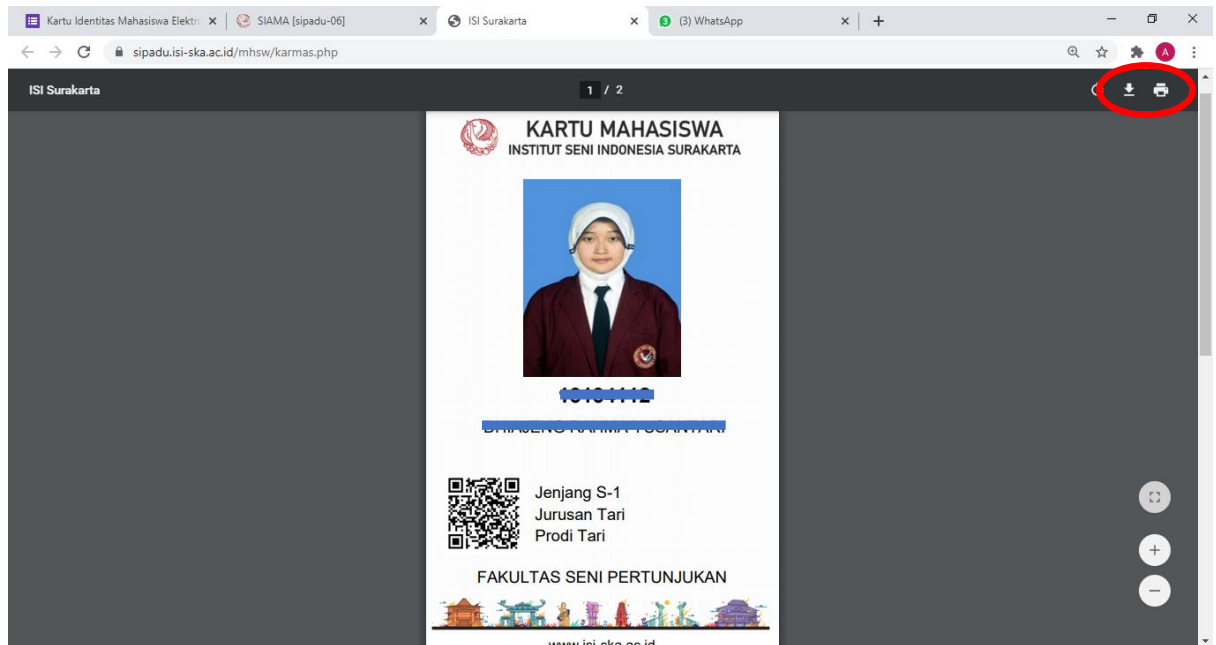 Kartu Identitas Mahasiswa Elektro
SIAMA [sipadu-06]
ISI Surakarta
(3) WhatsApp
sipadu.isi-ska.ac.id/mhsw/karmas.php
A
ISI Surakarta
1 / 2
KARTU MAHASISWA
INSTITUT SENI INDONESIA SURAKARTA
Jenjang S-1
Jurusan Tari
Prodi Tari
FAKULTAS SENI PERTUNJUKAN
www.isi-ska.ac.id